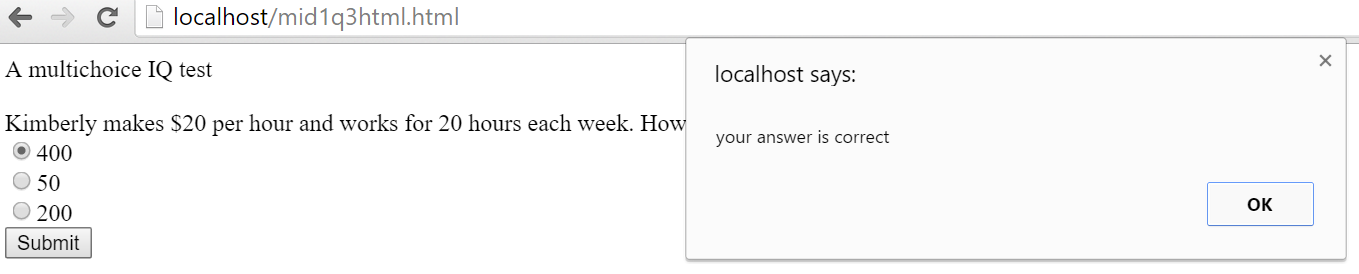 localhost/mid1q3html.html
A multichoice IQ test
Kimberly makes $20 per hour and works for 20 hours each week. How
400
50
200
Submit
localhost says:
your answer is correct
OK